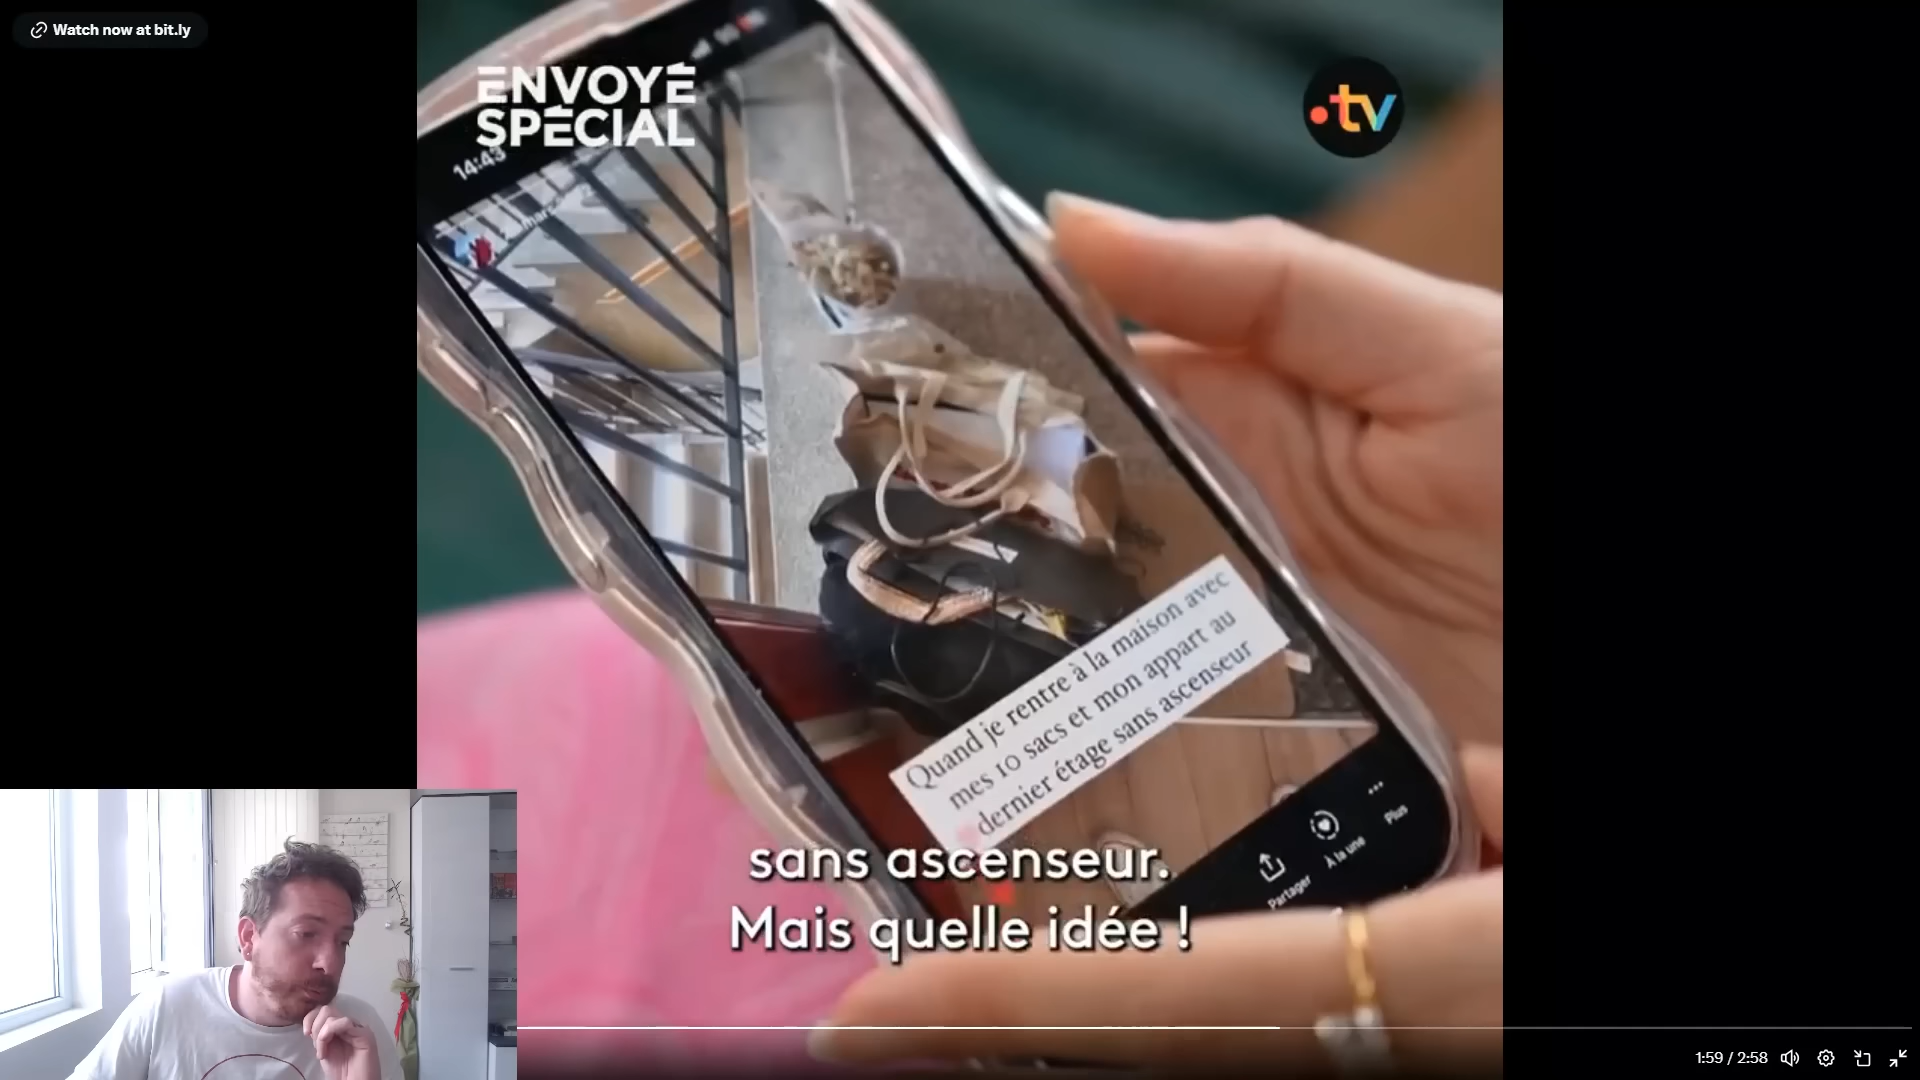 Watch now at bit.ly
ENVOYÉ
SPÉCIAL
tv
14:43
Quand je rentre à la maison avec
mes 10 sacs et mon appart au
dernier étage sans ascenseur
Partager
À la une
Plus
sans ascenseur.
Mais quelle idée !
1:59 / 2:58